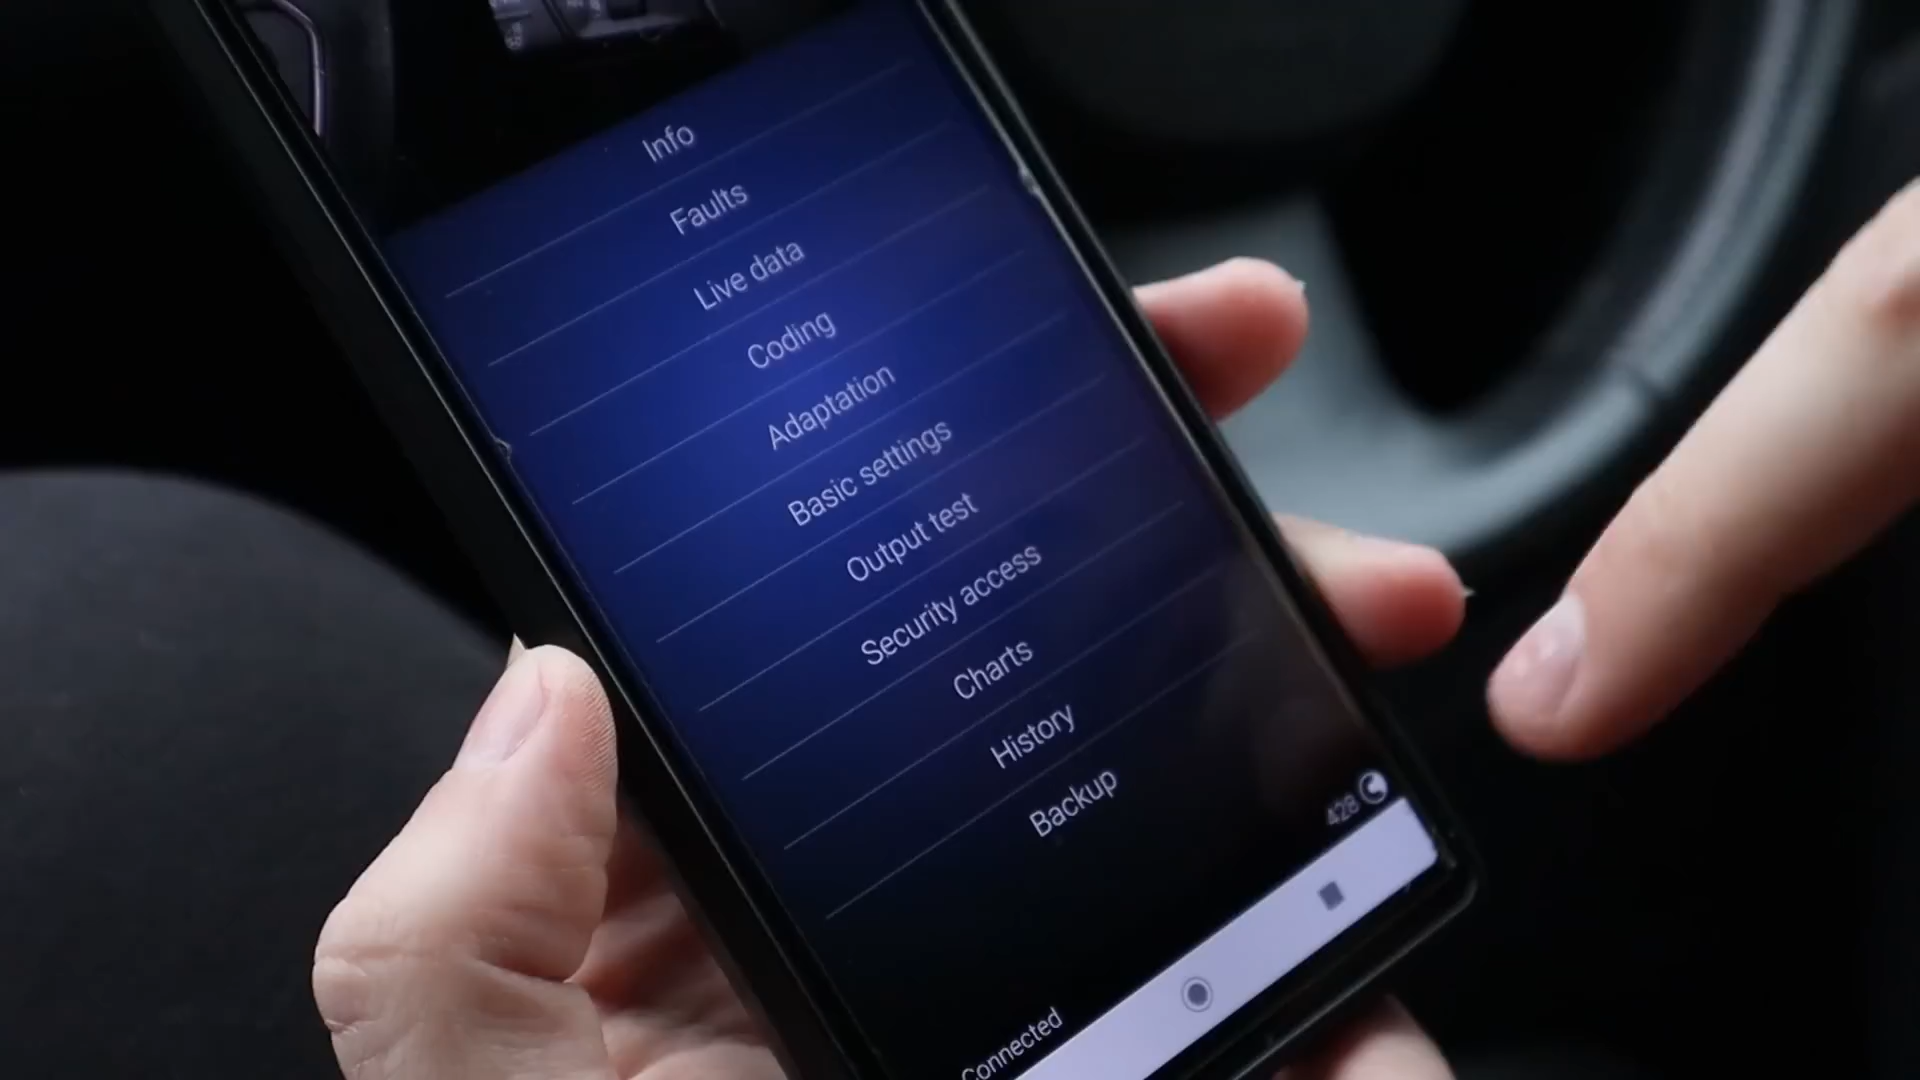 Info
Faults
Live data
Coding
Adaptation
Basic settings
Output test
Security access
Charts
History
Backup
428
Connected